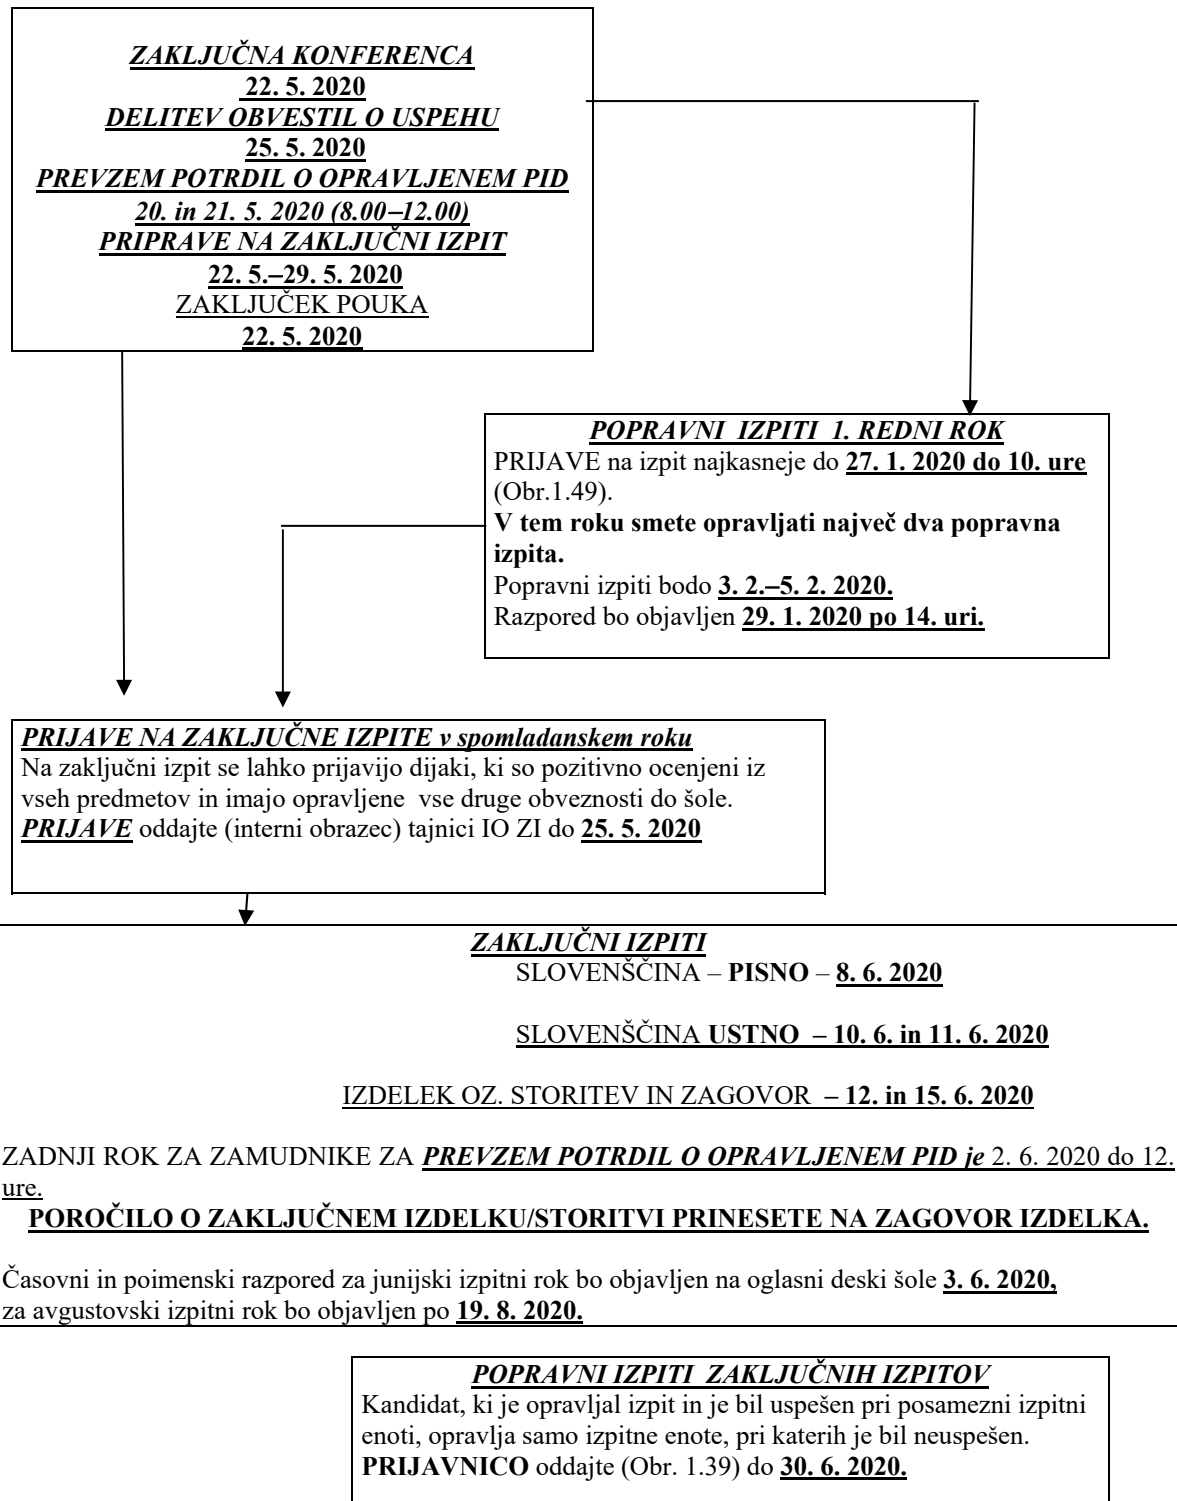 ZAKLJUČNA KONFERENCA
22. 5. 2020
DELITEV OBVESTIL O USPEHU
25. 5. 2020
PREVZEM POTRDIL O OPRAVLJENEM PID
20. in 21. 5. 2020 (8.00–12.00)
PRIPRAVE NA ZAKLJUČNI IZPIT
22. 5.–29. 5. 2020
ZAKLJUČEK POUKA
22. 5. 2020
POPRAVNI IZPITI 1. REDNI ROK
PRIJAVE na izpit najkasneje do 27. 1. 2020 do 10. ure
(Obr.1.49).
V tem roku smete opravljati največ dva popravna
izpita.
Popravni izpiti bodo 3. 2.–5. 2. 2020.
Razpored bo objavljen 29. 1. 2020 po 14. uri.
PRIJAVE NA ZAKLJUČNE IZPITE v spomladanskem roku
Na zaključni izpit se lahko prijavijo dijaki, ki so pozitivno ocenjeni iz
vseh predmetov in imajo opravljene vse druge obveznosti do šole.
PRIJAVE oddajte (interni obrazec) tajnici IO ZI do 25. 5. 2020
ZAKLJUČNI IZPITI
SLOVENŠČINA – PISNO – 8. 6. 2020
SLOVENŠČINA USTNO – 10. 6. in 11. 6. 2020
IZDELEK OZ. STORITEV IN ZAGOVOR – 12. in 15. 6. 2020
ZADNJI ROK ZA ZAMUDNIKE ZA PREVZEM POTRDIL O OPRAVLJENEM PID je 2. 6. 2020 do 12.
ure.
POROČILO O ZAKLJUČNEM IZDELKU/STORITVI PRINESETE NA ZAGOVOR IZDELKA.
Časovni in poimenski razpored za junijski izpitni rok bo objavljen na oglasni deski šole 3. 6. 2020,
za avgustovski izpitni rok bo objavljen po 19. 8. 2020.
POPRAVNI IZPITI ZAKLJUČNIH IZPITOV
Kandidat, ki je opravljal izpit in je bil uspešen pri posamezni izpitni
enoti, opravlja samo izpitne enote, pri katerih je bil neuspešen.
PRIJAVNICO oddajte (Obr. 1.39) do 30. 6. 2020.